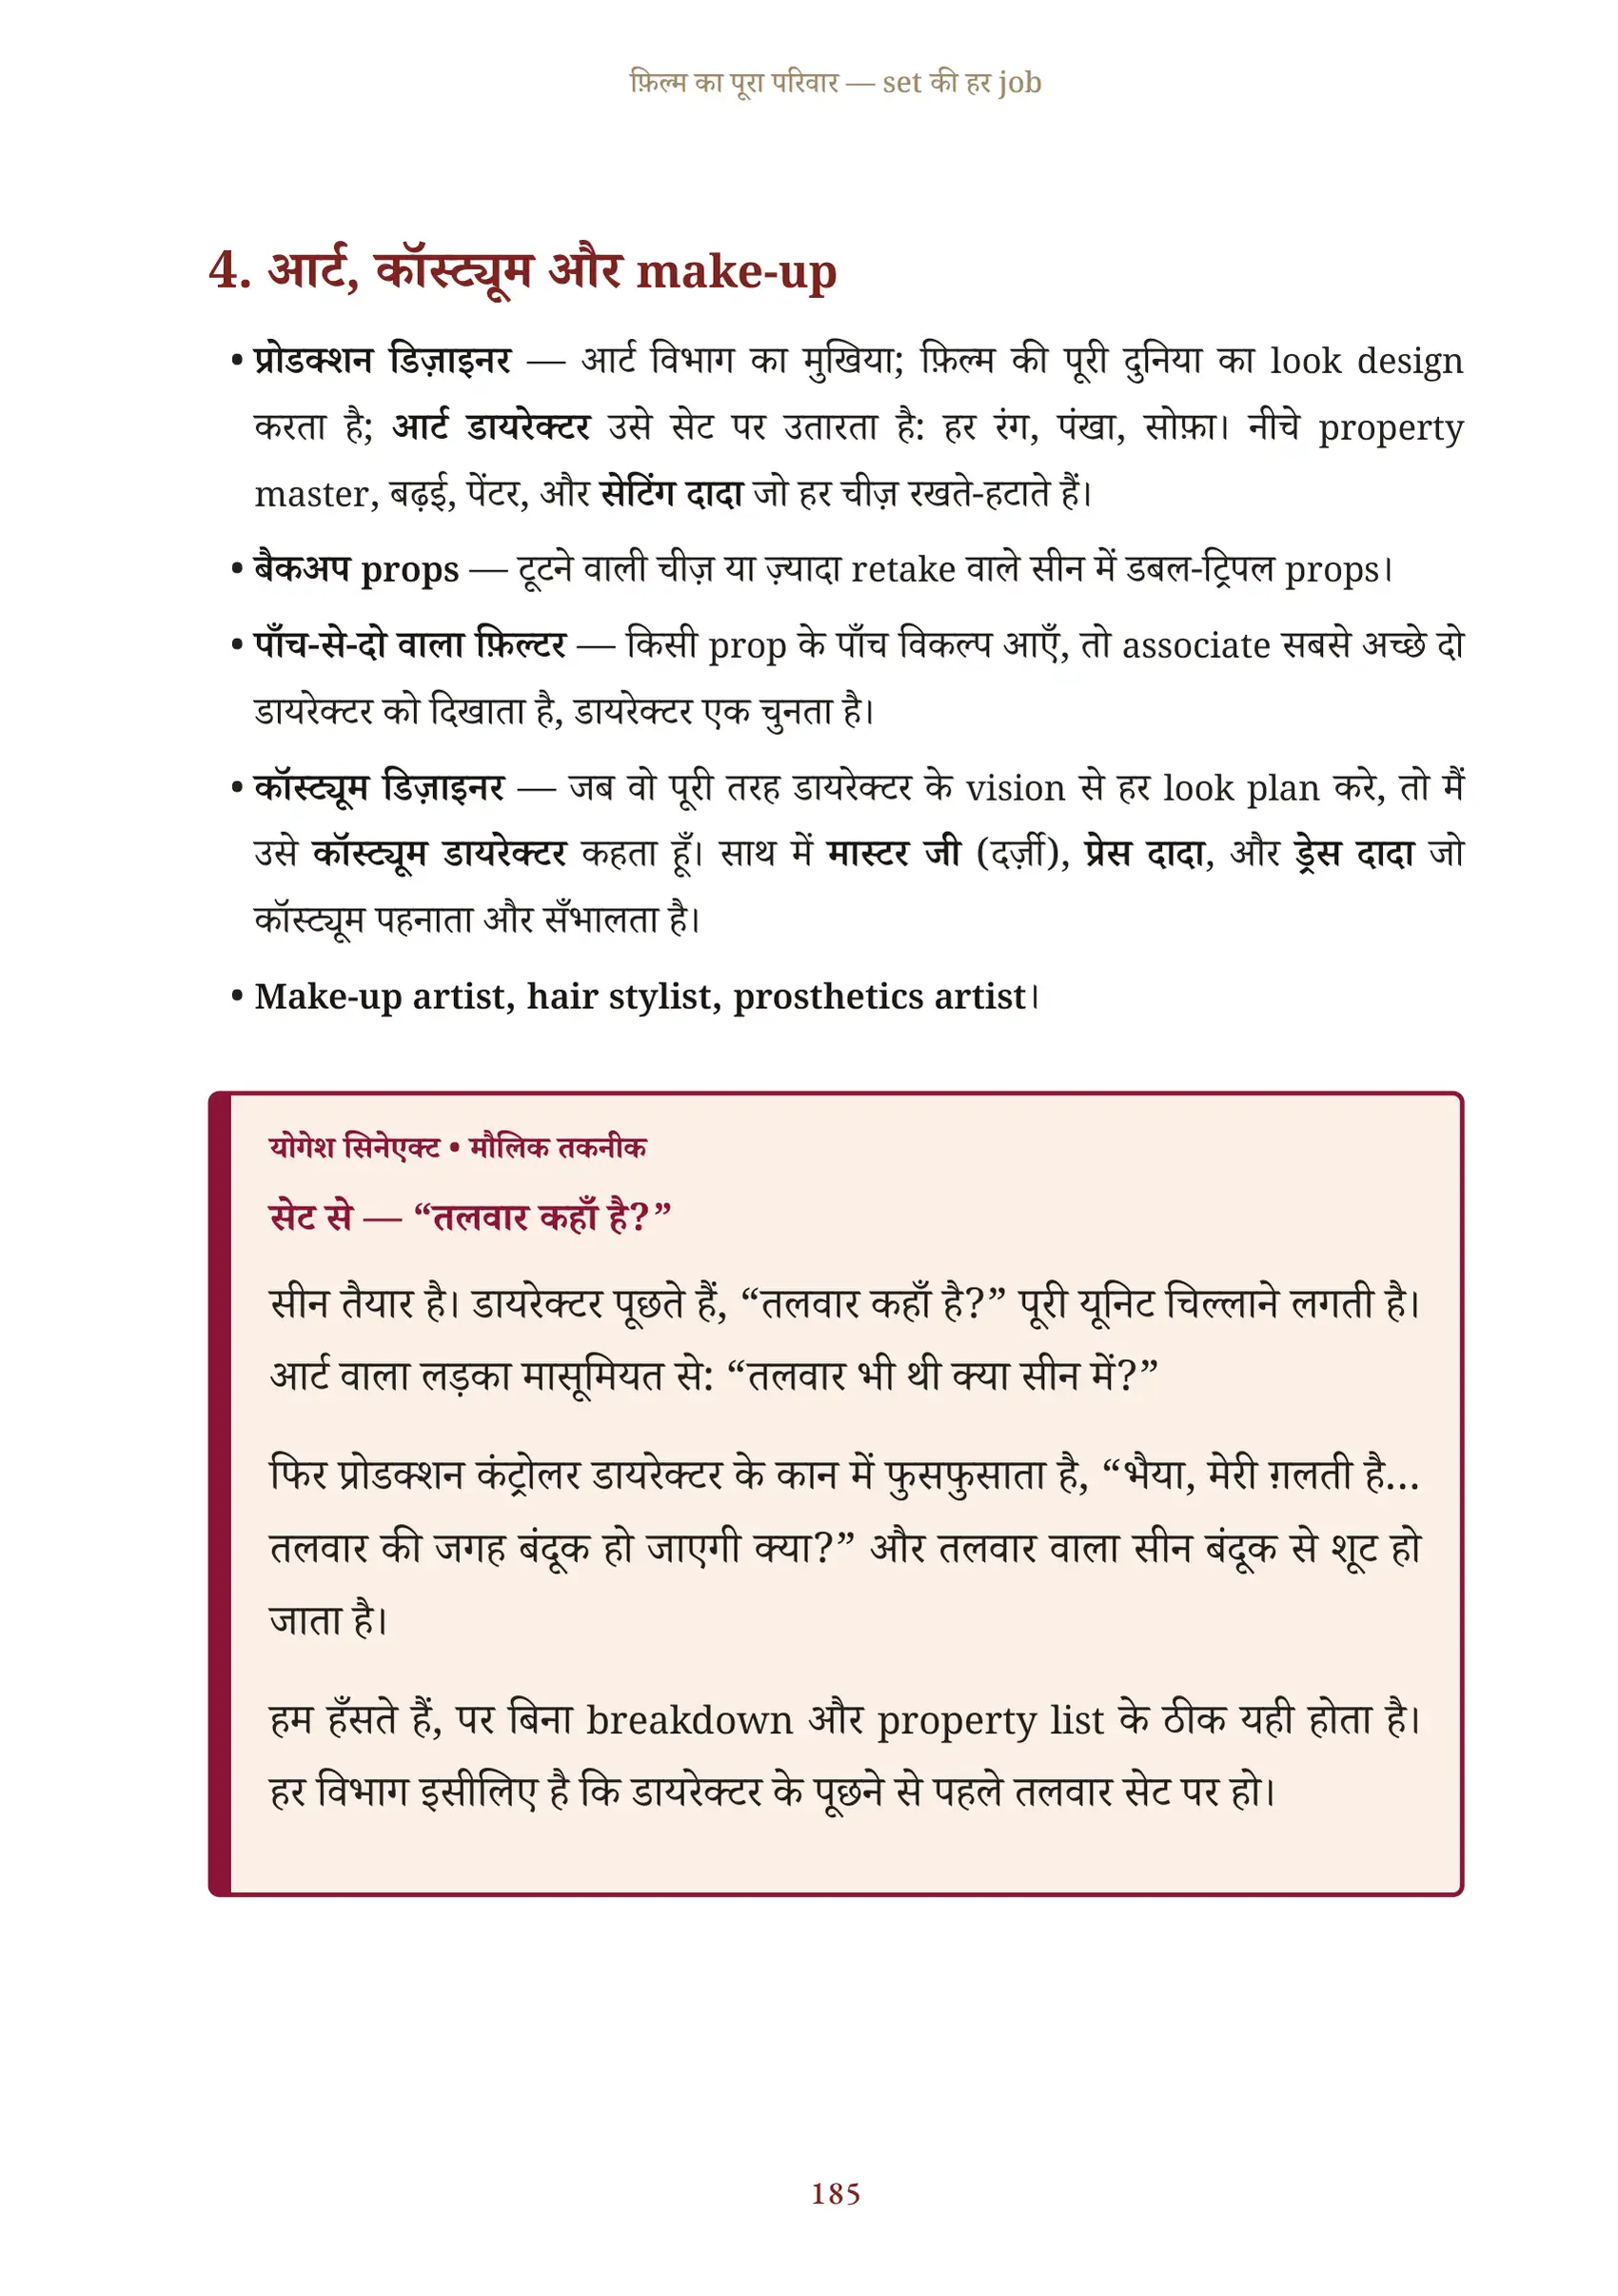 फ़िल्म का पूरा परिवार — set की हर job
4. आर्ट, कॉस्ट्यूम और make-up
• प्रोडक्शन डिज़ाइनर — आर्ट विभाग का मुखिया; फ़िल्म की पूरी दुनिया का look design
करता है; आर्ट डायरेक्टर उसे सेट पर उतारता है: हर रंग, पंखा, सोफ़ा। नीचे property
master, बढ़ई, पेंटर, और सेटिंग दादा जो हर चीज़ रखते-हटाते हैं।
• बैकअप props — टूटने वाली चीज़ या ज़्यादा retake वाले सीन में डबल-ट्रिपल props।
• पाँच-से-दो वाला फ़िल्टर — किसी prop के पाँच विकल्प आएँ, तो associate सबसे अच्छे दो
डायरेक्टर को दिखाता है, डायरेक्टर एक चुनता है।
• कॉस्ट्यूम डिज़ाइनर — जब वो पूरी तरह डायरेक्टर के vision से हर look plan करे, तो मैं
उसे कॉस्ट्यूम डायरेक्टर कहता हूँ। साथ में मास्टर जी (दर्ज़ी), प्रेस दादा, और ड्रेस दादा जो
कॉस्ट्यूम पहनाता और सँभालता है।
• Make-up artist, hair stylist, prosthetics artist।
योगेश सिनेएक्ट • मौलिक तकनीक
सेट से — “तलवार कहाँ है?”
सीन तैयार है। डायरेक्टर पूछते हैं, “तलवार कहाँ है?” पूरी यूनिट चिल्लाने लगती है।
आर्ट वाला लड़का मासूमियत से: “तलवार भी थी क्या सीन में?”
फिर प्रोडक्शन कंट्रोलर डायरेक्टर के कान में फुसफुसाता है, “भैया, मेरी ग़लती है…
तलवार की जगह बंदूक हो जाएगी क्या?” और तलवार वाला सीन बंदूक से शूट हो
जाता है।
हम हँसते हैं, पर बिना breakdown और property list के ठीक यही होता है।
हर विभाग इसीलिए है कि डायरेक्टर के पूछने से पहले तलवार सेट पर हो।
185